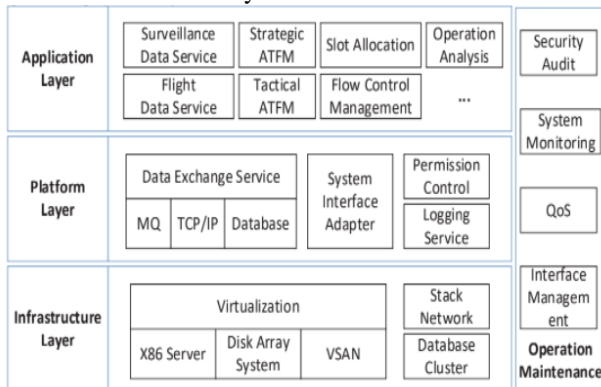 Application
Layer
Surveillance
Data Service
Strategic
ATFM
Slot Allocation
Operation
Analysis
Flight
Data Service
Tactical
ATFM
Flow Control
Management
...
Platform
Layer
Data Exchange Service
MQ
TCP/IP
Database
System
Interface
Adapter
Permission
Control
Logging
Service
Infrastructure
Layer
Virtualization
X86 Server
Disk Array
System
VSAN
Stack
Network
Database
Cluster
Security
Audit
System
Monitoring
QoS
Interface
Managem
ent
Operation
Maintenance